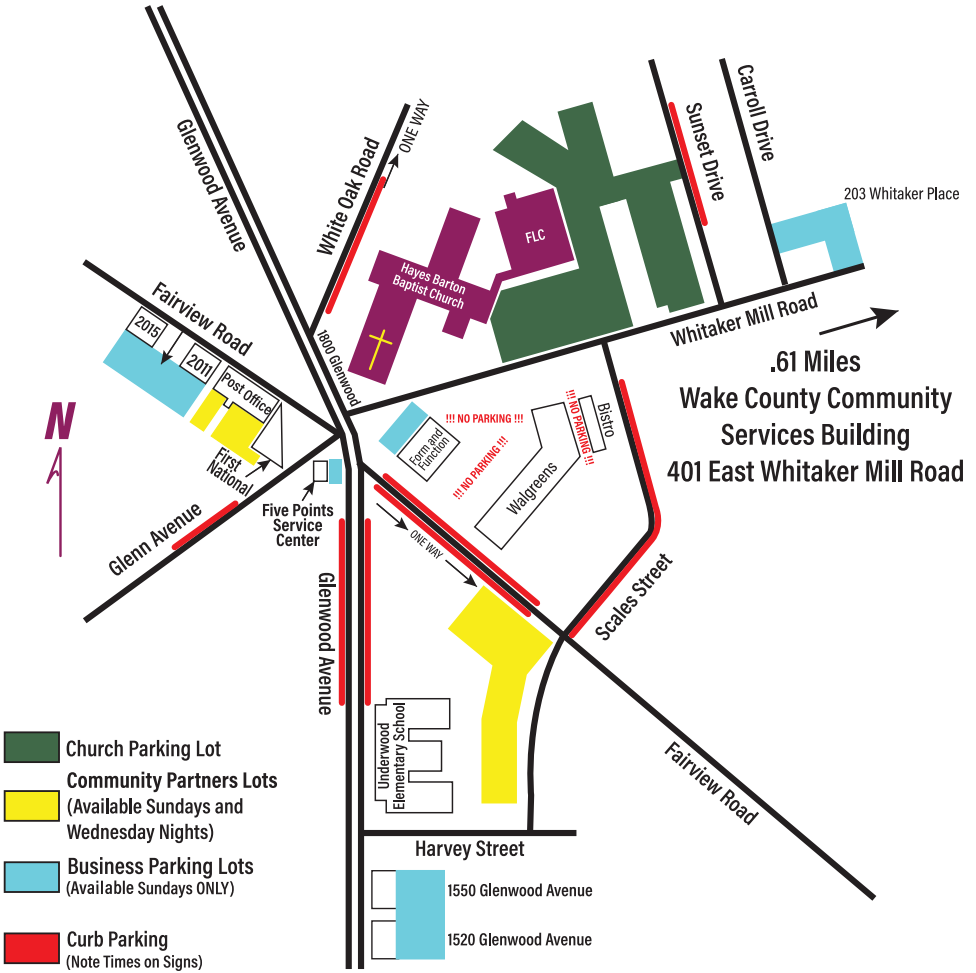 Glenwood Avenue
White Oak Road
ONE WAY
Sunset Drive
Carroll Drive
203 Whitaker Place
FLC
Hayes Barton
Baptist Church
Fairview Road
2015
2011
Post Office
First
National
1800 Glenwood
Whitaker Mill Road
.61 Miles
Wake County Community
Services Building
401 East Whitaker Mill Road
N
Form and
Function
!!! NO PARKING !!!
!!! NO PARKING !!!
!!! NO PARKING !!!
Bistro
Walgreens
Glenn Avenue
Five Points
Service
Center
ONE WAY
Glenwood Avenue
Scales Street
Underwood
Elementary School
Fairview Road
Harvey Street
1550 Glenwood Avenue
1520 Glenwood Avenue
Church Parking Lot
Community Partners Lots
(Available Sundays and
Wednesday Nights)
Business Parking Lots
(Available Sundays ONLY)
Curb Parking
(Note Times on Signs)